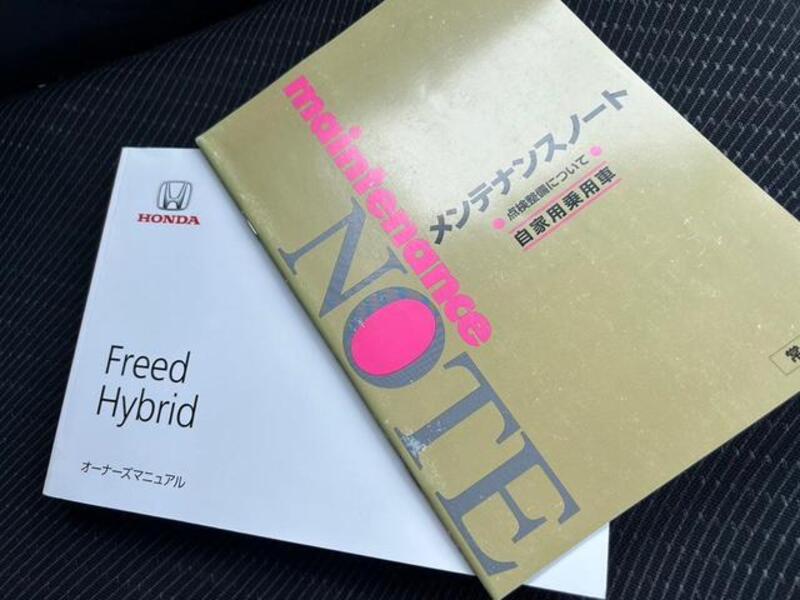 HONDA
Freed
Hybrid
オーナーズマニュアル
maintenance
NOTE
メンテナンスノート
点検整備について
自家用乗用車
常